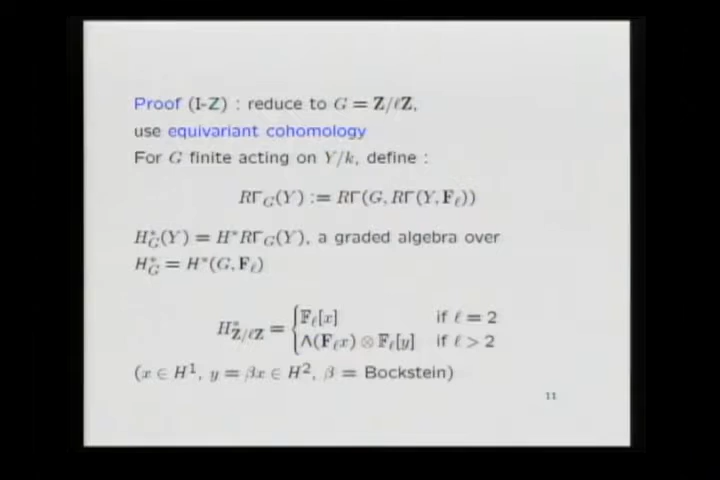 Proof (I-Z) : reduce to G = Z/ℓZ,
use equivariant cohomology
For G finite acting on Y/k, define :
RΓ_G(Y) := RΓ(G, RΓ(Y, F_ℓ))
H*_G(Y) = H*RΓ_G(Y), a graded algebra over
H*_G = H*(G, F_ℓ)
H*_{Z/ℓZ} = { 𝔽_ℓ[x] if ℓ = 2
Λ(F_ℓx) ⊗ 𝔽_ℓ[y] if ℓ > 2
(x ∈ H^1, y = βx ∈ H^2, β = Bockstein)
11